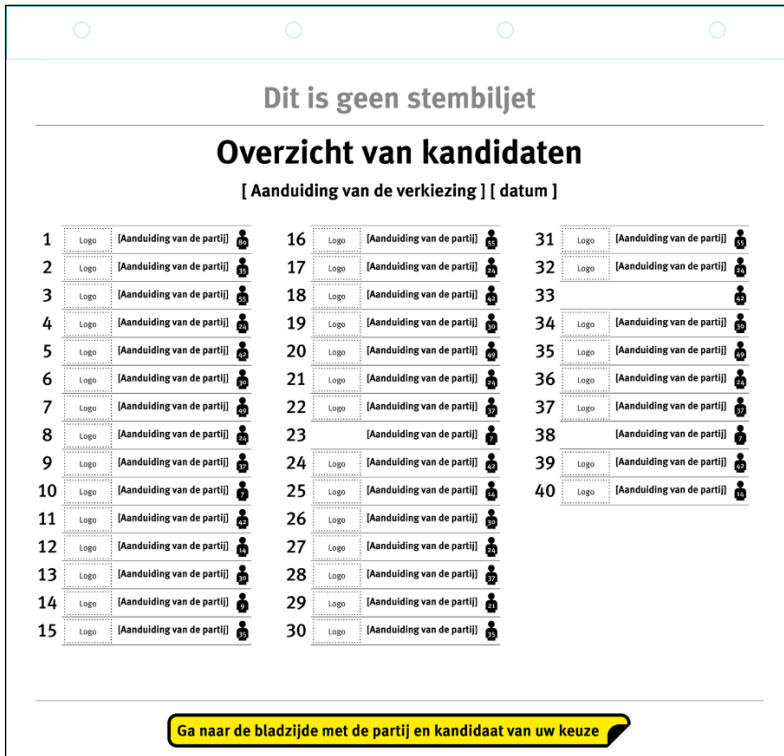 Dit is geen stembiljet
Overzicht van kandidaten
[ Aanduiding van de verkiezing ] [ datum ]
1 Logo [Aanduiding van de partij] 80
2 Logo [Aanduiding van de partij] 35
3 Logo [Aanduiding van de partij] 55
4 Logo [Aanduiding van de partij] 24
5 Logo [Aanduiding van de partij] 42
6 Logo [Aanduiding van de partij] 30
7 Logo [Aanduiding van de partij] 49
8 Logo [Aanduiding van de partij] 24
9 Logo [Aanduiding van de partij] 37
10 Logo [Aanduiding van de partij] 7
11 Logo [Aanduiding van de partij] 42
12 Logo [Aanduiding van de partij] 14
13 Logo [Aanduiding van de partij] 30
14 Logo [Aanduiding van de partij] 9
15 Logo [Aanduiding van de partij] 35
16 Logo [Aanduiding van de partij] 55
17 Logo [Aanduiding van de partij] 24
18 Logo [Aanduiding van de partij] 42
19 Logo [Aanduiding van de partij] 30
20 Logo [Aanduiding van de partij] 49
21 Logo [Aanduiding van de partij] 24
22 Logo [Aanduiding van de partij] 37
23 [Aanduiding van de partij] 7
24 Logo [Aanduiding van de partij] 42
25 Logo [Aanduiding van de partij] 14
26 Logo [Aanduiding van de partij] 30
27 Logo [Aanduiding van de partij] 24
28 Logo [Aanduiding van de partij] 37
29 Logo [Aanduiding van de partij] 21
30 Logo [Aanduiding van de partij] 35
31 Logo [Aanduiding van de partij] 55
32 Logo [Aanduiding van de partij] 24
33 42
34 Logo [Aanduiding van de partij] 30
35 Logo [Aanduiding van de partij] 49
36 Logo [Aanduiding van de partij] 24
37 Logo [Aanduiding van de partij] 37
38 [Aanduiding van de partij] 7
39 Logo [Aanduiding van de partij] 42
40 Logo [Aanduiding van de partij] 14
Ga naar de bladzijde met de partij en kandidaat van uw keuze